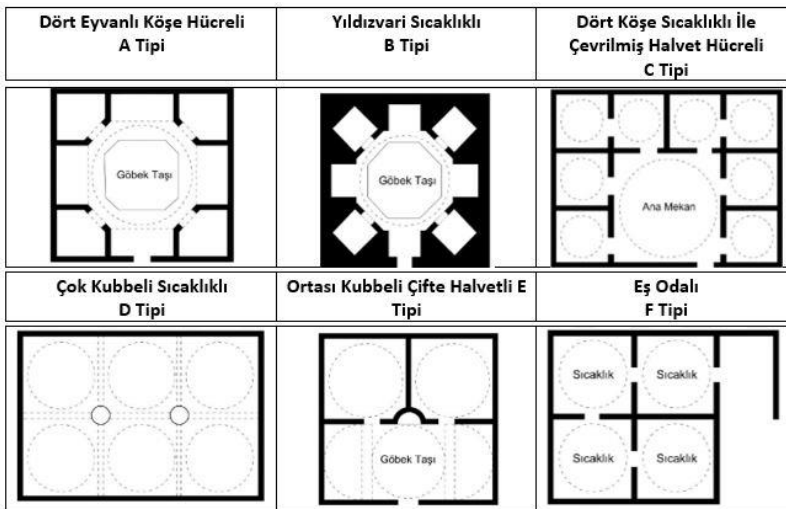 Dört Eyvanlı Köşe Hücreli
A Tipi
Yıldızvari Sıcaklıklı
B Tipi
Dört Köşe Sıcaklıklı İle
Çevrilmiş Halvet Hücreli
C Tipi
Göbek Taşı
Göbek Taşı
Ana Mekan
Çok Kubbeli Sıcaklıklı
D Tipi
Ortası Kubbeli Çifte Halvetli E
Tipi
Eş Odalı
F Tipi
Göbek Taşı
Sıcaklık
Sıcaklık
Sıcaklık
Sıcaklık